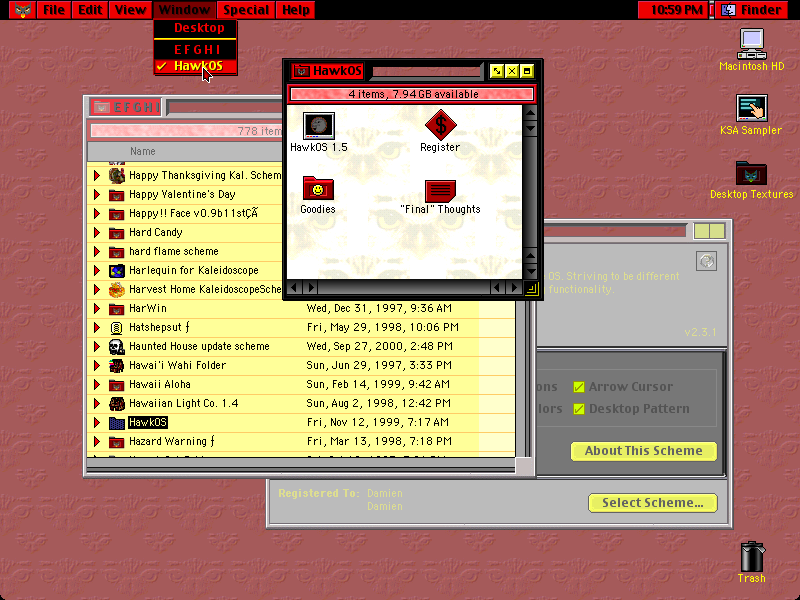 File Edit View Window Special Help 10:59 PM Finder
Desktop
E F G H I
✓ HawkOS
Macintosh HD
KSA Sampler
Desktop Textures
Trash
HawkOS
4 items, 7.94 GB available
HawkOS 1.5
Register
Goodies
"Final" Thoughts
E F G H I
778 item
Name
Happy Thanksgiving Kal. Schem
Happy Valentine's Day
Happy!! Face v0.9b11stÇÃ
Hard Candy
hard flame scheme
Harlequin for Kaleidoscope
Harvest Home KaleidoscopeSche
HarWin Wed, Dec 31, 1997, 9:36 AM
Hatshepsut ƒ Fri, May 29, 1998, 10:06 PM
Haunted House update scheme Wed, Sep 27, 2000, 2:48 PM
Hawai'i Wahi Folder Sun, Jun 29, 1997, 3:33 PM
Hawaii Aloha Sun, Feb 14, 1999, 9:42 AM
Hawaiian Light Co. 1.4 Sun, Aug 2, 1998, 12:42 PM
HawkOS Fri, Nov 12, 1999, 7:17 AM
Hazard Warning ƒ Fri, Mar 13, 1998, 7:18 PM
OS. Striving to be different
functionality.
v2.3.1
ons ✓ Arrow Cursor
lors ✓ Desktop Pattern
About This Scheme
Registered To: Damien
Damien
Select Scheme...